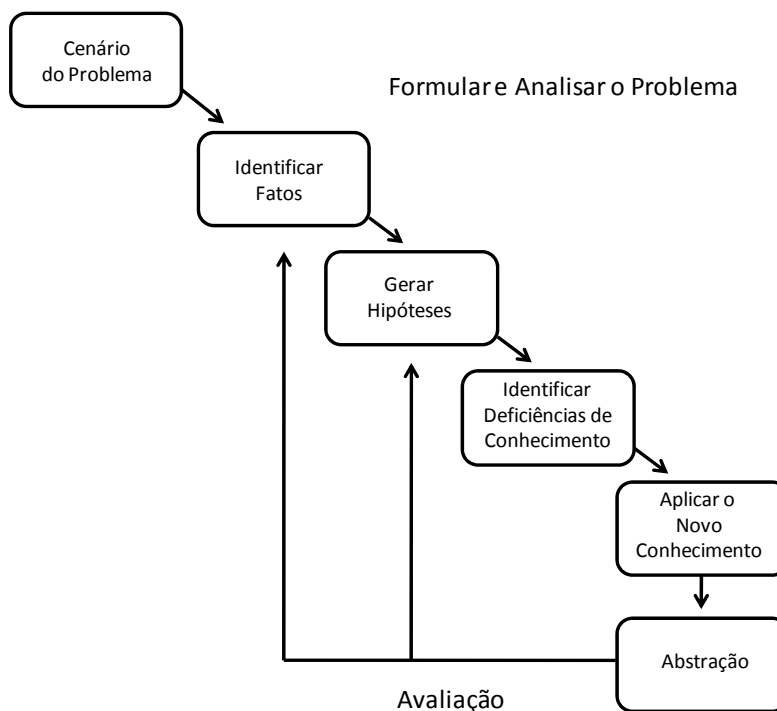 Cenário
do Problema
Formular e Analisar o Problema
Identificar
Fatos
Gerar
Hipóteses
Identificar
Deficiências de
Conhecimento
Aplicar o
Novo
Conhecimento
Abstração
Avaliação